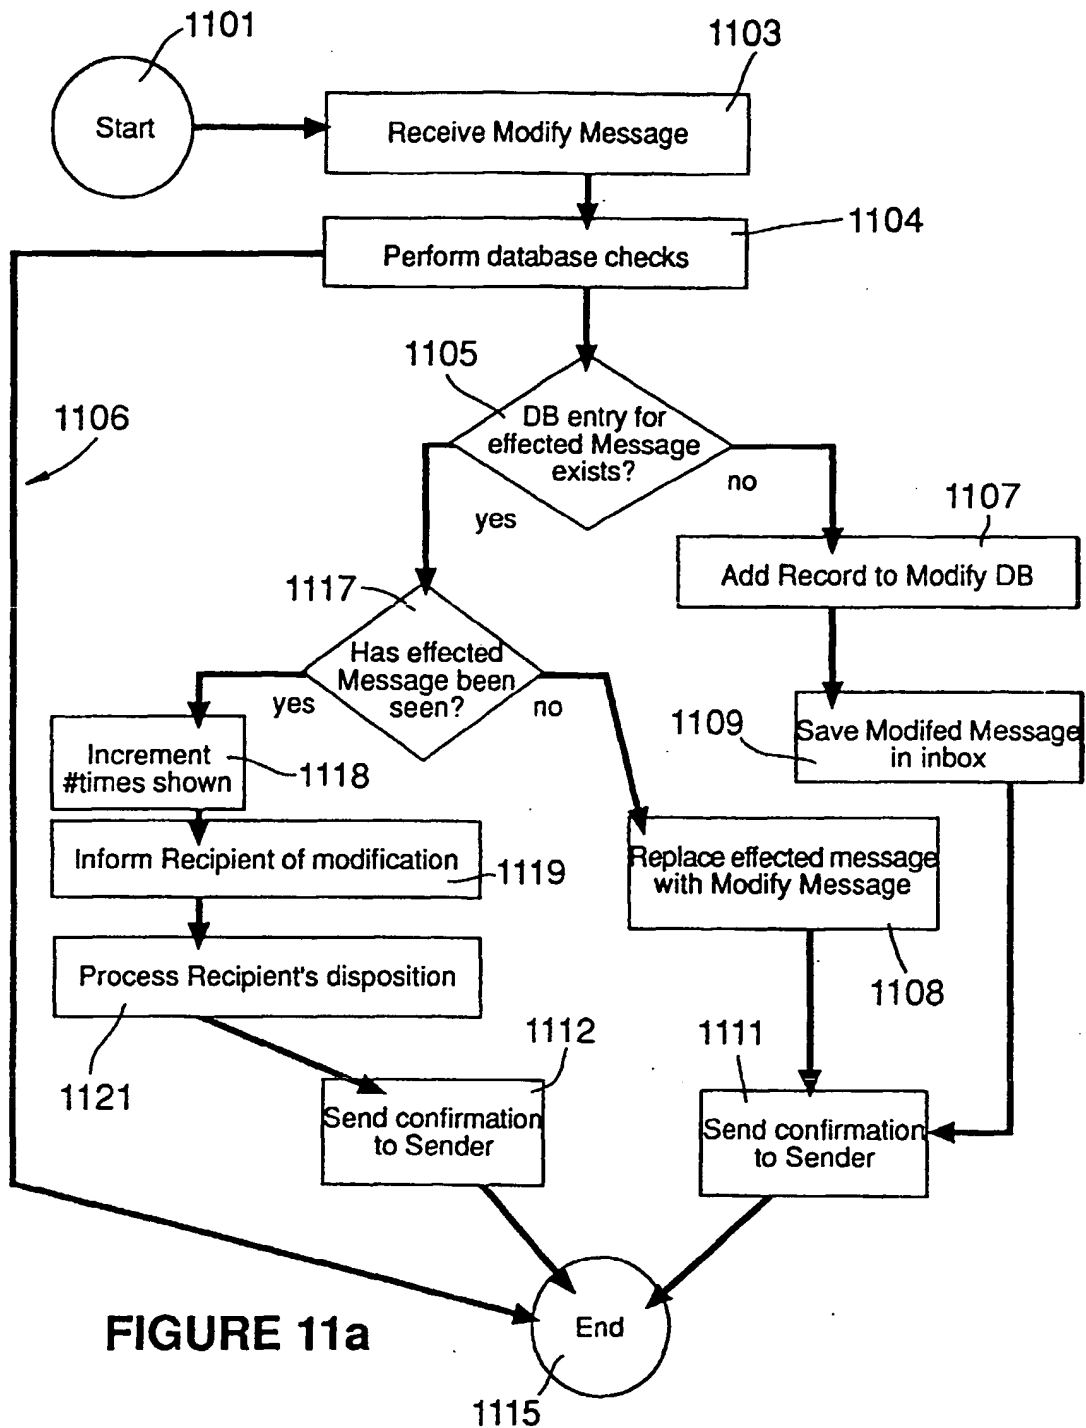 1101
1103
Start
Receive Modify Message
1104
Perform database checks
1105
1106
DB entry for
effected Message
exists?
no
yes
1107
Add Record to Modify DB
1117
Has effected
Message been
seen?
yes
no
1109
Save Modifed Message
in inbox
Increment
#times shown
1118
Inform Recipient of modification
1119
Replace effected message
with Modify Message
1108
Process Recipient's disposition
1121
1112
1111
Send confirmation
to Sender
Send confirmation
to Sender
End
FIGURE 11a
1115